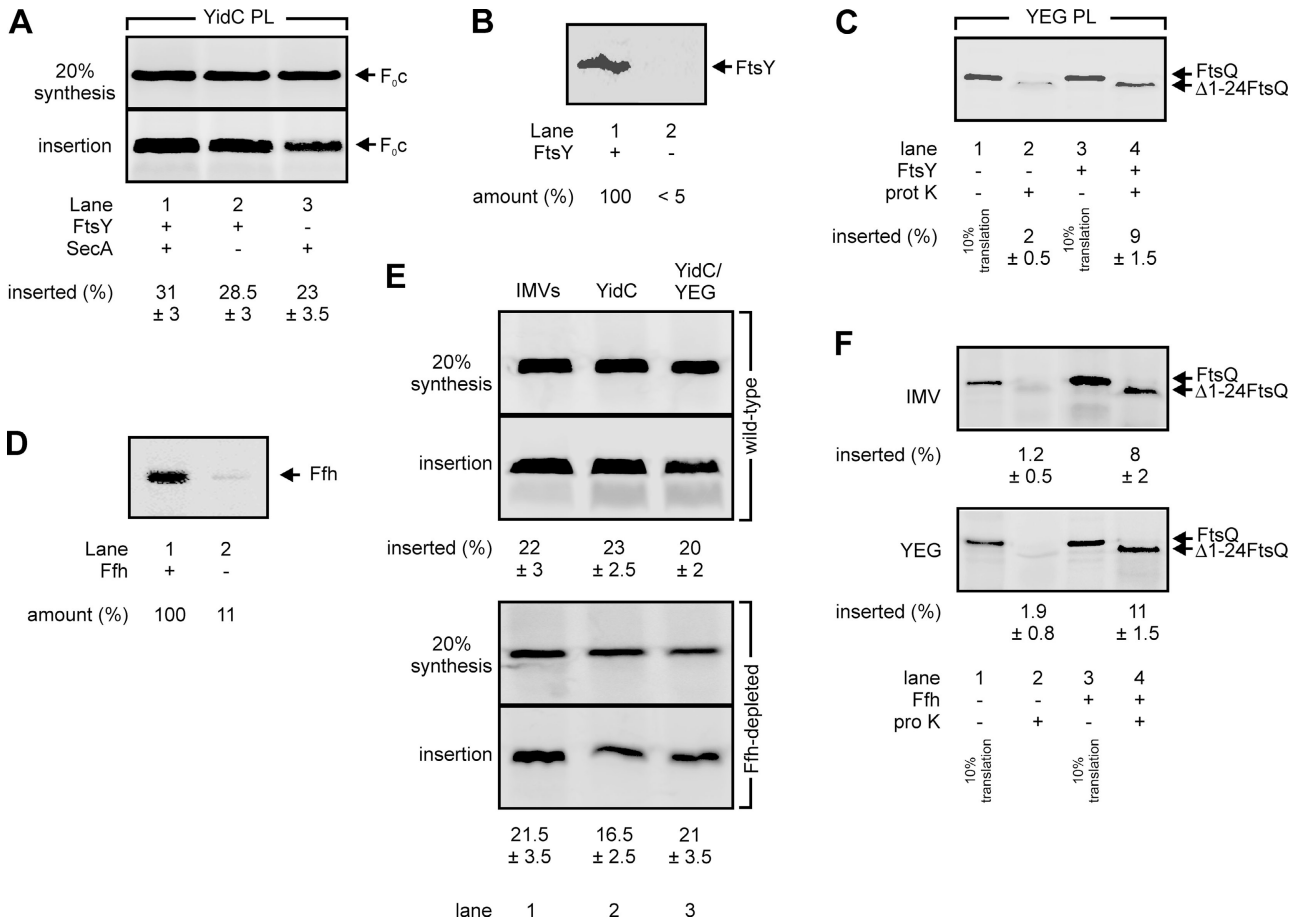 A
YidC PL
20%
synthesis
F₀c
insertion
F₀c
Lane 1 2 3
FtsY + + -
SecA + - +
inserted (%) 31 28.5 23
± 3 ± 3 ± 3.5
B
FtsY
Lane 1 2
FtsY + -
amount (%) 100 < 5
C
YEG PL
FtsQ
Δ1-24FtsQ
lane 1 2 3 4
FtsY - - + +
prot K - + - +
inserted (%) 10% translation 2 ± 0.5 10% translation 9 ± 1.5
D
Ffh
Lane 1 2
Ffh + -
amount (%) 100 11
E
IMVs YidC YidC/
YEG
20%
synthesis
insertion
wild-type
inserted (%) 22 23 20
± 3 ± 2.5 ± 2
20%
synthesis
insertion
Ffh-depleted
21.5 16.5 21
± 3.5 ± 2.5 ± 3.5
lane 1 2 3
F
IMV
FtsQ
Δ1-24FtsQ
inserted (%) 1.2 8
± 0.5 ± 2
YEG
FtsQ
Δ1-24FtsQ
inserted (%) 1.9 11
± 0.8 ± 1.5
lane 1 2 3 4
Ffh - - + +
pro K - + - +
10% translation 10% translation